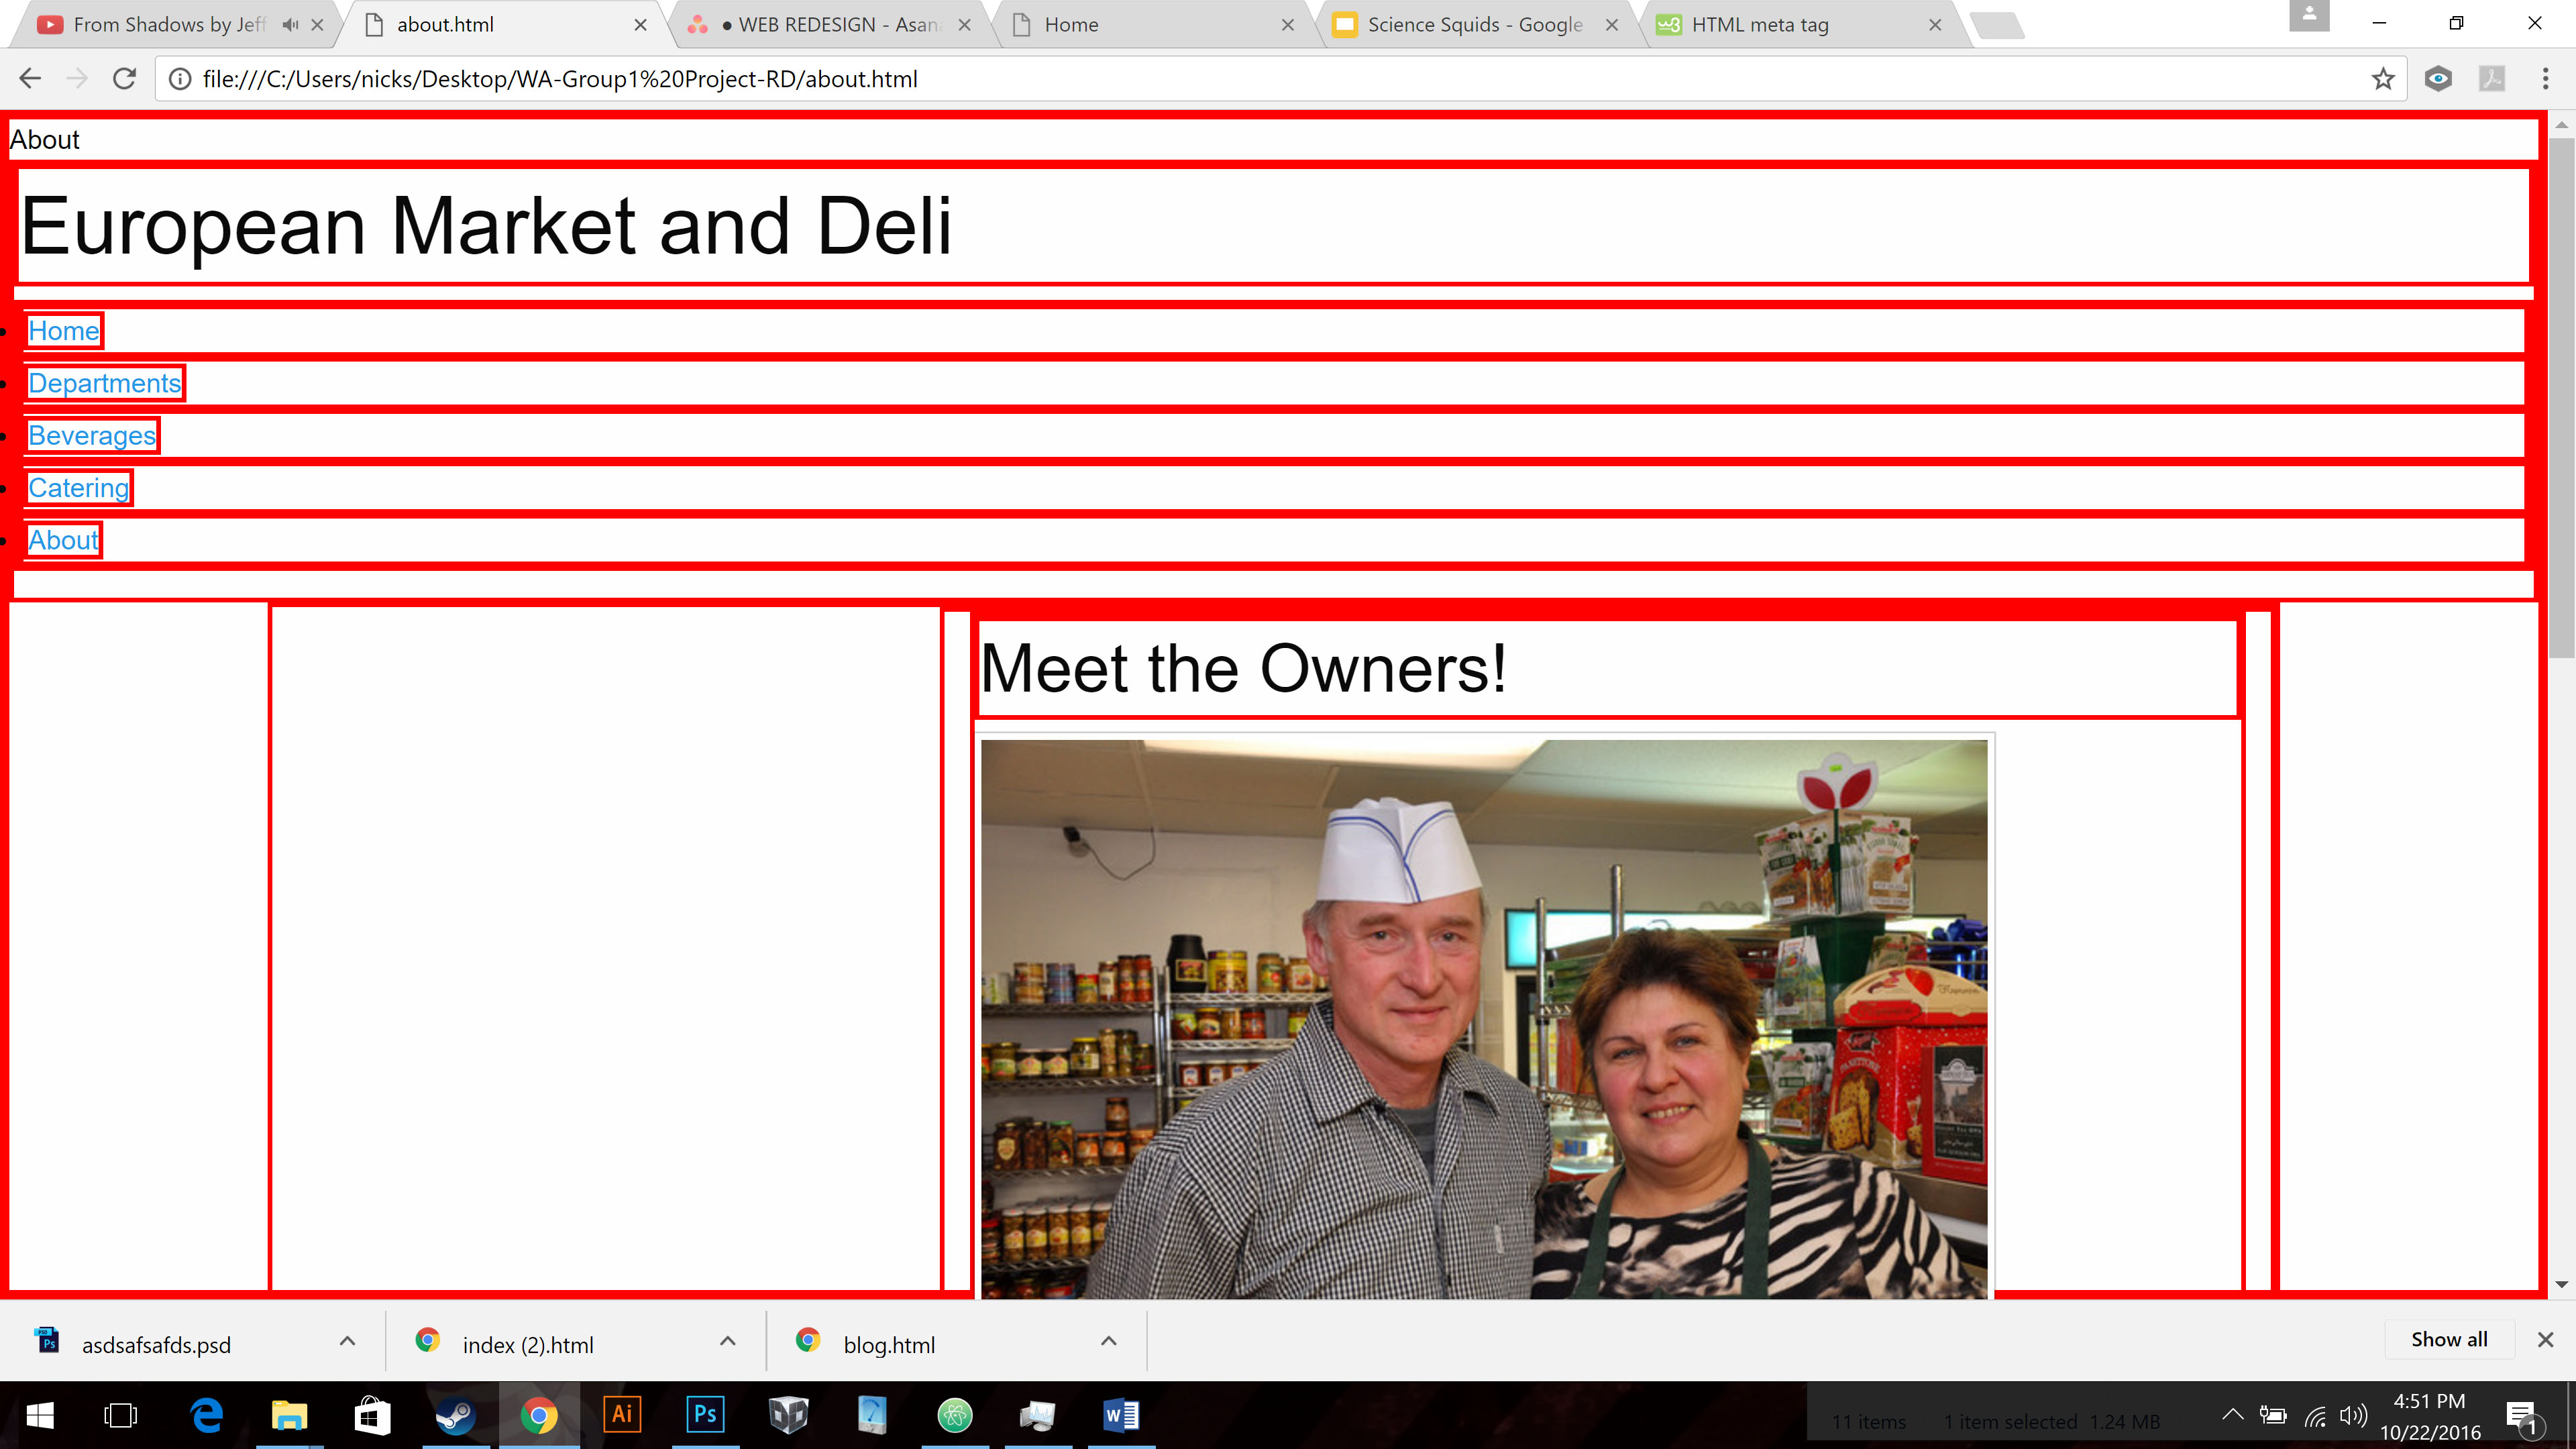 From Shadows by Jeff
about.html
● WEB REDESIGN - Asan
Home
Science Squids - Google
HTML meta tag
file:///C:/Users/nicks/Desktop/WA-Group1%20Project-RD/about.html
About
European Market and Deli
Home
Departments
Beverages
Catering
About
Meet the Owners!
PANETTONE
asdsafsafds.psd
index (2).html
blog.html
Show all
11 items 1 item selected 1.24 MB
4:51 PM
10/22/2016
1